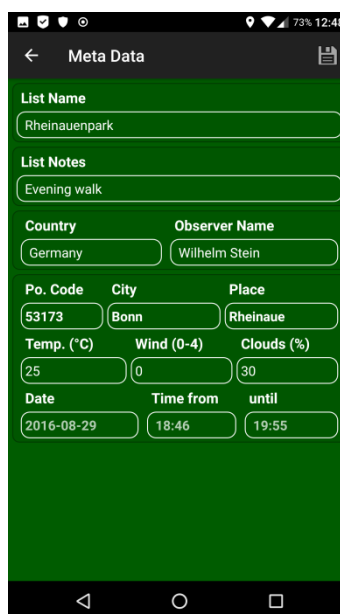 73% 12:48
Meta Data
List Name
Rheinauenpark
List Notes
Evening walk
Country Observer Name
Germany Wilhelm Stein
Po. Code City Place
53173 Bonn Rheinaue
Temp. (°C) Wind (0-4) Clouds (%)
25 0 30
Date Time from until
2016-08-29 18:46 19:55